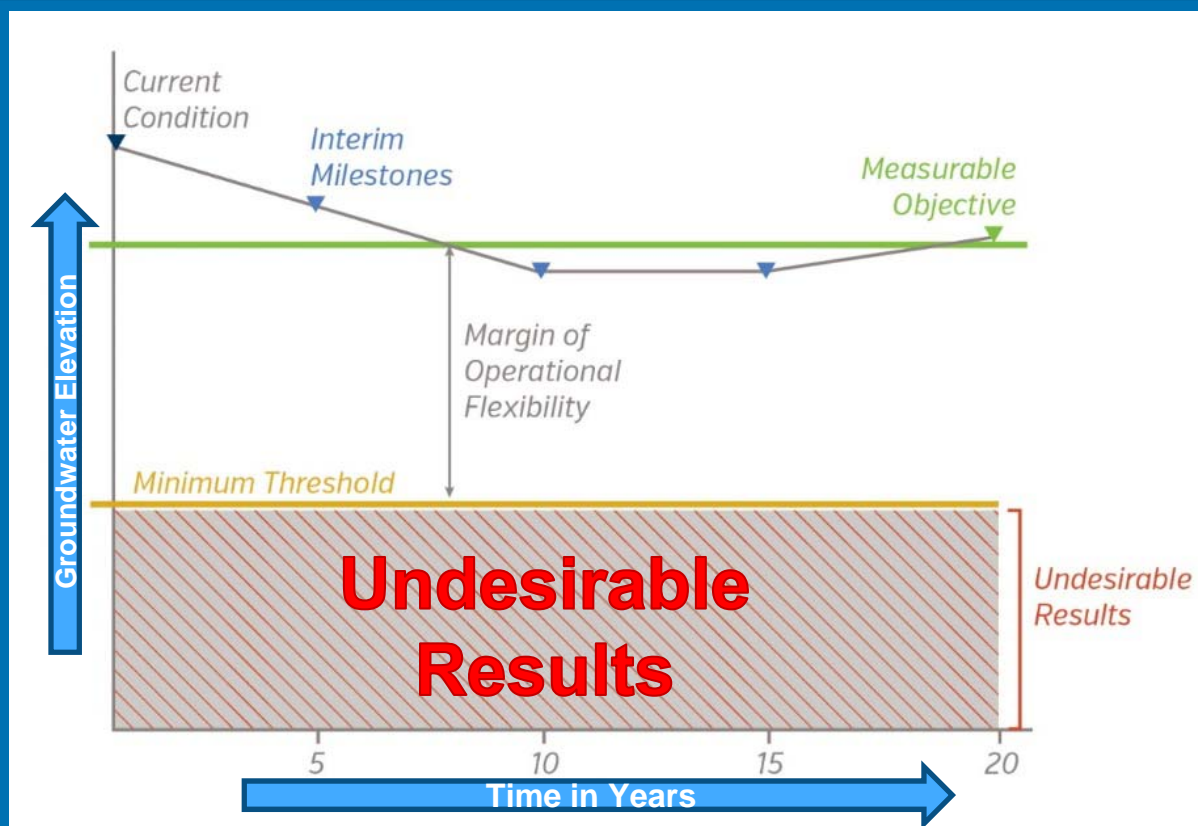 Current
Condition
Interim
Milestones
Measurable
Objective
Groundwater Elevation
Margin of
Operational
Flexibility
Minimum Threshold
Undesirable
Results
Undesirable
Results
5
10
15
20
Time in Years